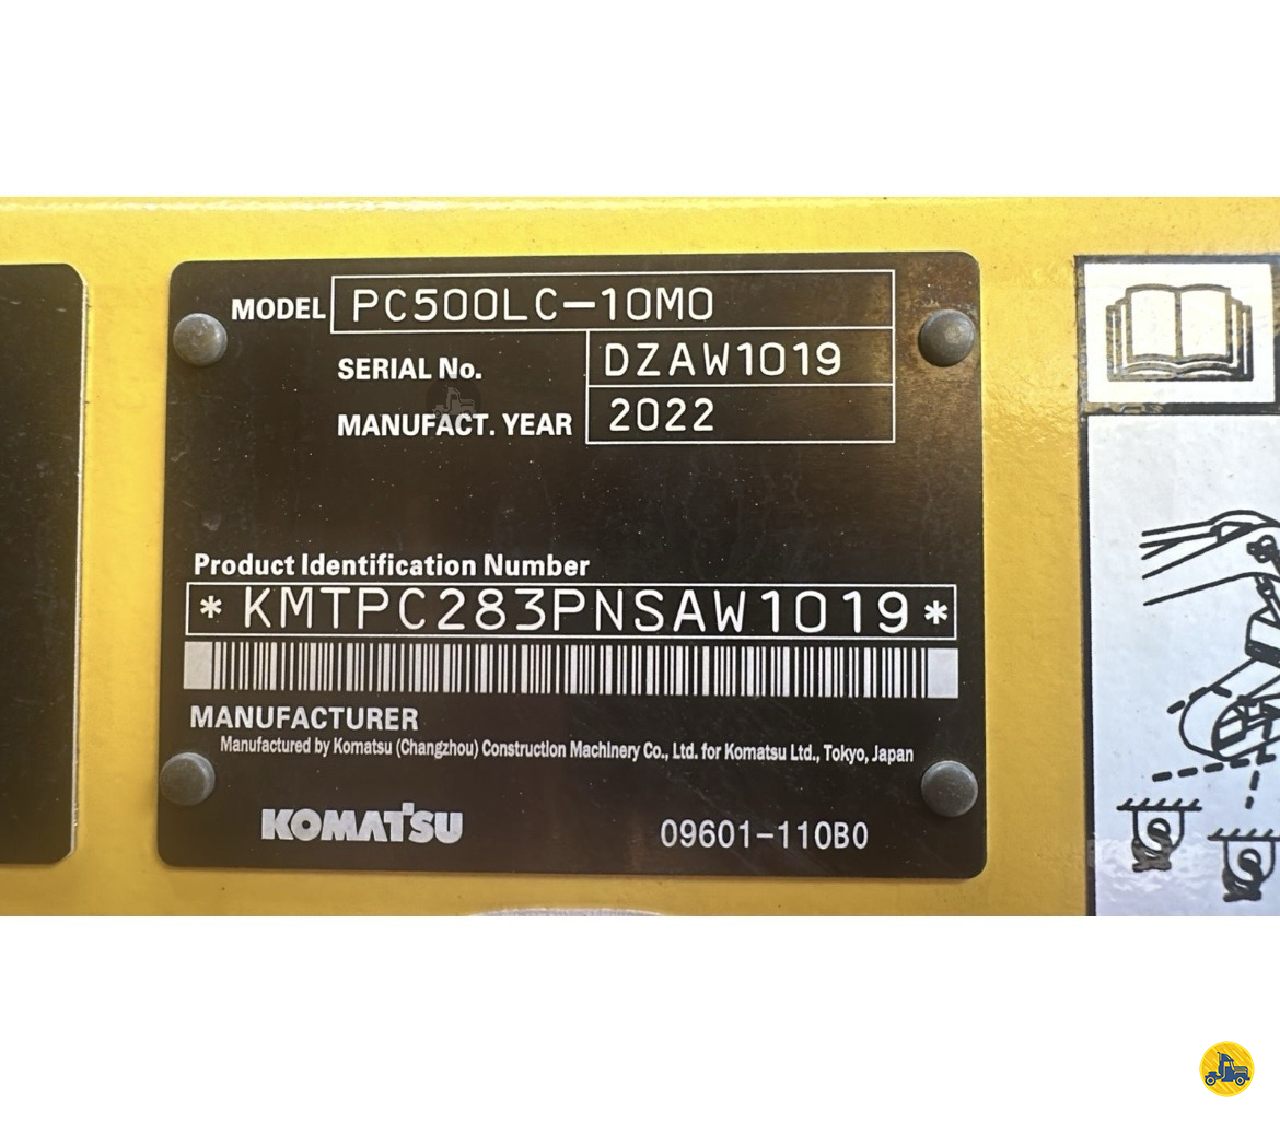 MODEL PC500LC-10M0
SERIAL No. DZAW1019
MANUFACT. YEAR 2022
Product Identification Number
*KMTPC283PNSAW1019*
MANUFACTURER
Manufactured by Komatsu (Changzhou) Construction Machinery Co., Ltd. for Komatsu Ltd., Tokyo, Japan
KOMATSU 09601-110B0